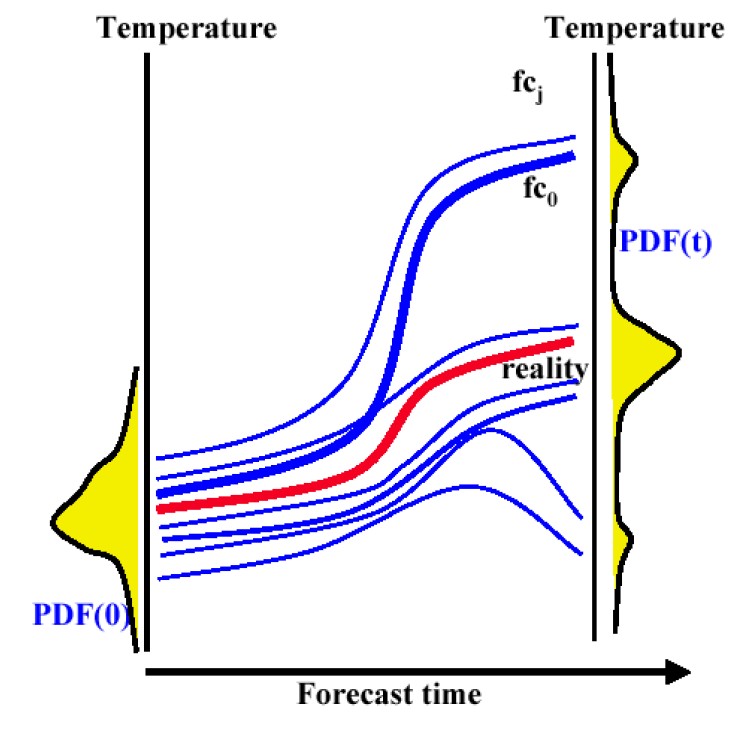 Temperature
Temperature
fcj
fc0
PDF(t)
reality
PDF(0)
Forecast time